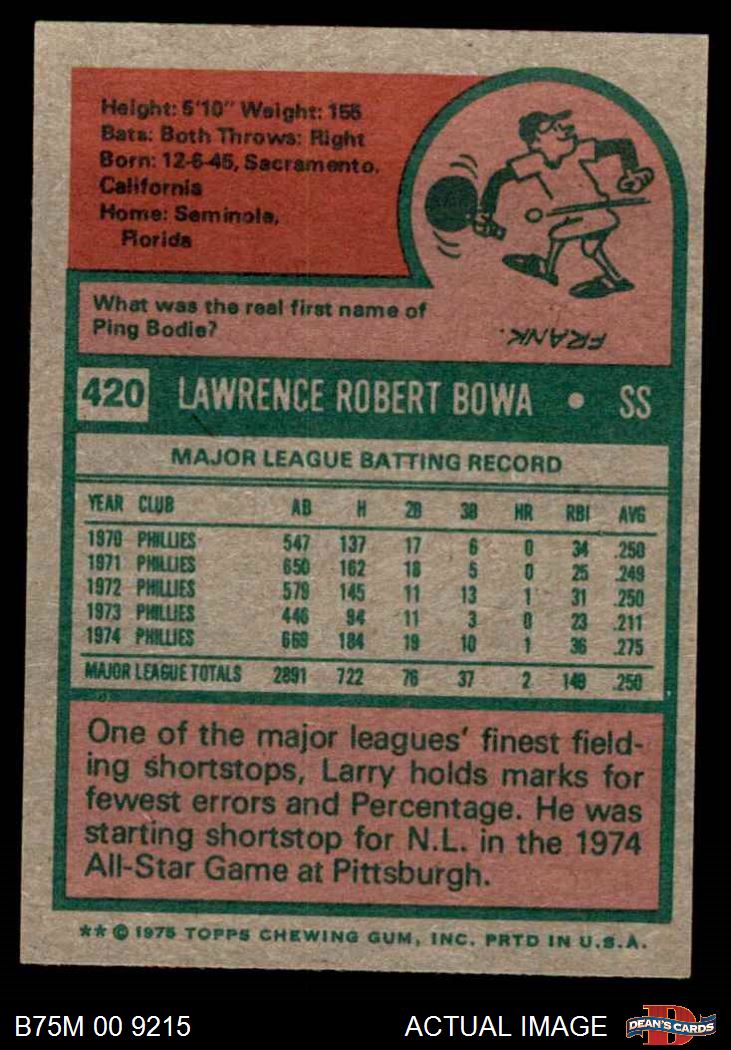 Height: 5'10" Weight: 155
Bats: Both Throws: Right
Born: 12-6-45, Sacramento,
California
Home: Seminole,
Florida
What was the real first name of
Ping Bodie?
FRANK.
420 LAWRENCE ROBERT BOWA • SS
MAJOR LEAGUE BATTING RECORD
YEAR CLUB AB H 2B 3B HR RBI AVG
1970 PHILLIES 547 137 17 6 0 34 .250
1971 PHILLIES 650 162 18 5 0 25 .249
1972 PHILLIES 579 145 11 13 1 31 .250
1973 PHILLIES 446 94 11 3 0 23 .211
1974 PHILLIES 669 184 19 10 1 36 .275
MAJOR LEAGUE TOTALS 2891 722 76 37 2 149 .250
One of the major leagues' finest field-
ing shortstops, Larry holds marks for
fewest errors and Percentage. He was
starting shortstop for N.L. in the 1974
All-Star Game at Pittsburgh.
** © 1975 TOPPS CHEWING GUM, INC. PRTD IN U.S.A.
B75M 00 9215 ACTUAL IMAGE DEAN'S CARDS